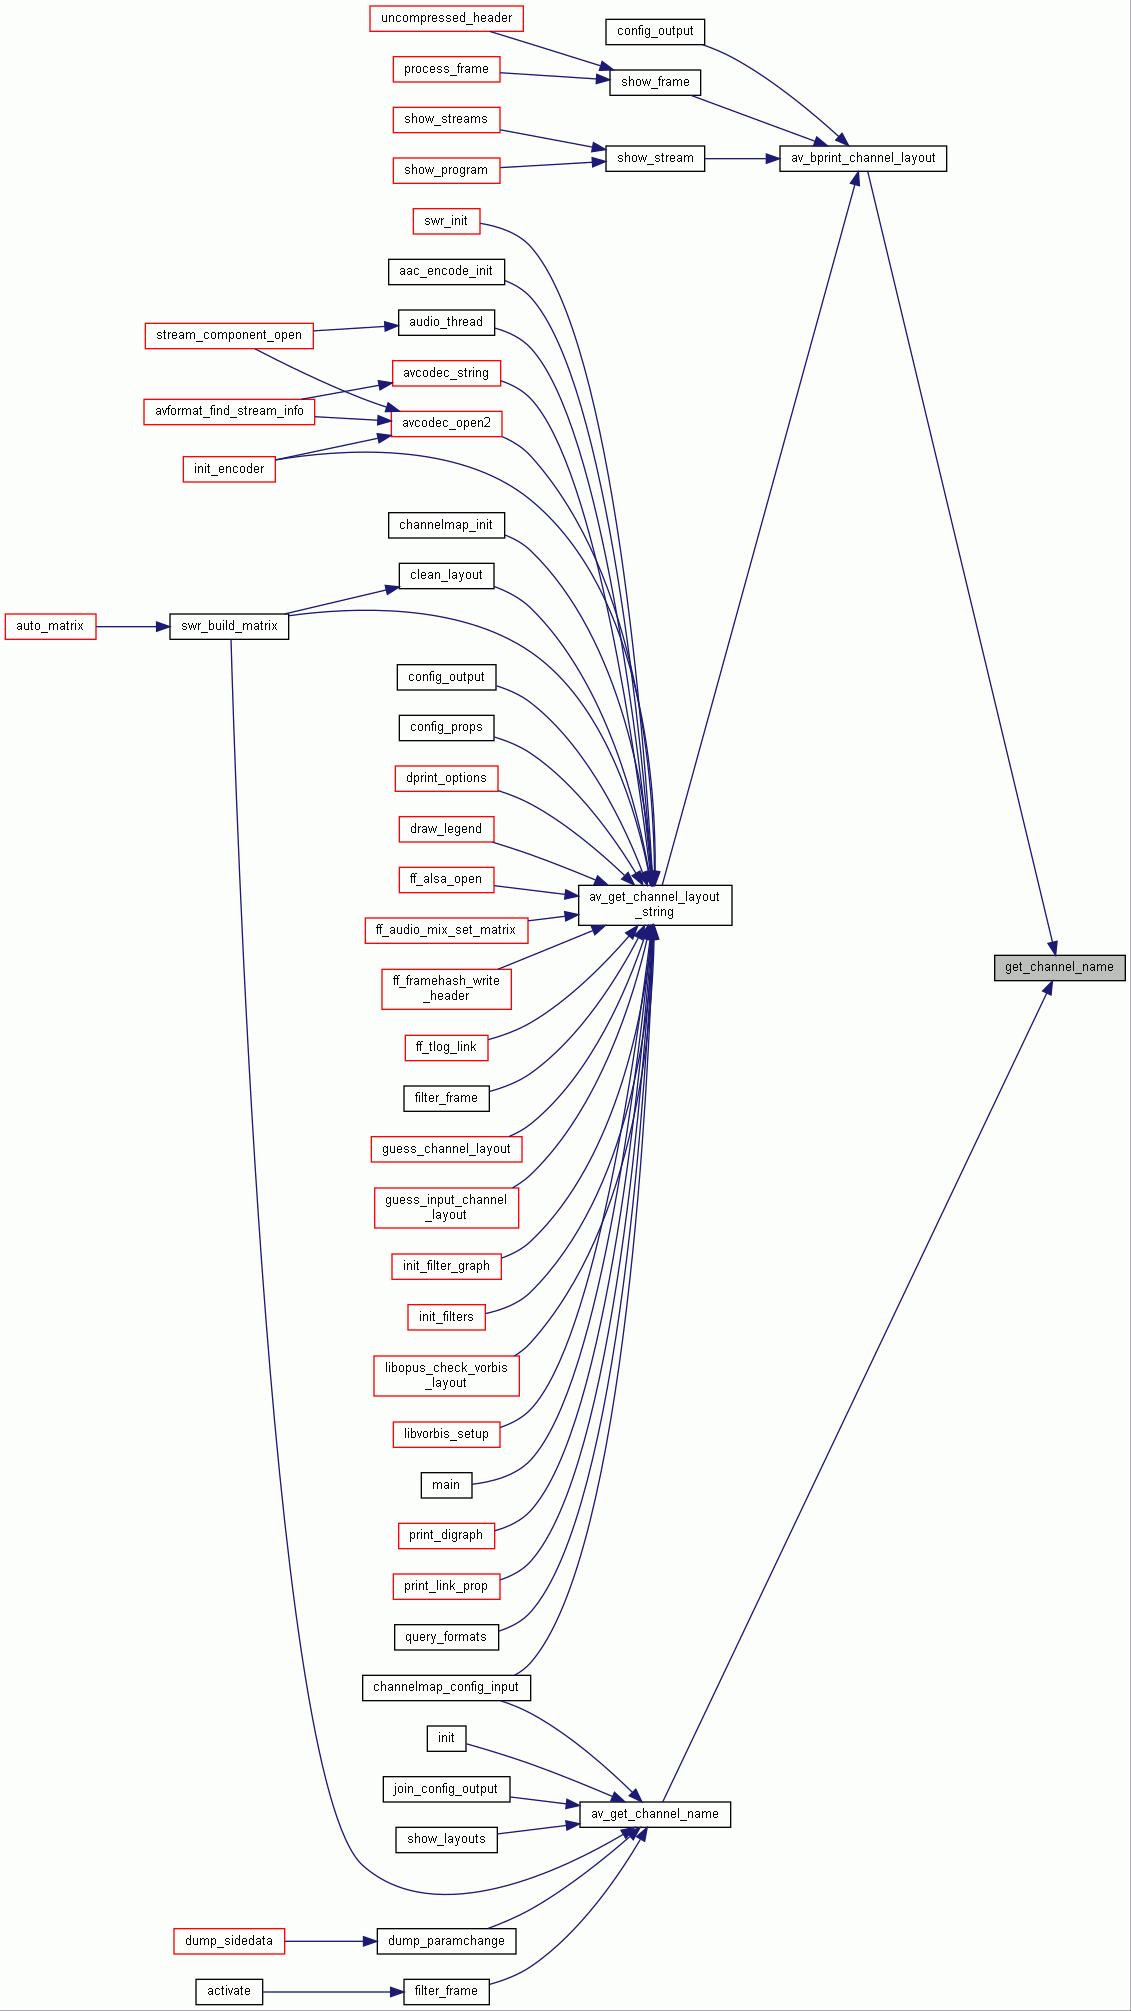 uncompressed_header
config_output
process_frame
show_frame
show_streams
show_stream
av_bprint_channel_layout
show_program
swr_init
aac_encode_init
audio_thread
stream_component_open
avcodec_string
avformat_find_stream_info
avcodec_open2
init_encoder
channelmap_init
clean_layout
auto_matrix
swr_build_matrix
config_output
config_props
dprint_options
draw_legend
ff_alsa_open
av_get_channel_layout
_string
ff_audio_mix_set_matrix
get_channel_name
ff_framehash_write
_header
ff_tlog_link
filter_frame
guess_channel_layout
guess_input_channel
_layout
init_filter_graph
init_filters
libopus_check_vorbis
_layout
libvorbis_setup
main
print_digraph
print_link_prop
query_formats
channelmap_config_input
init
join_config_output
av_get_channel_name
show_layouts
dump_sidedata
dump_paramchange
activate
filter_frame